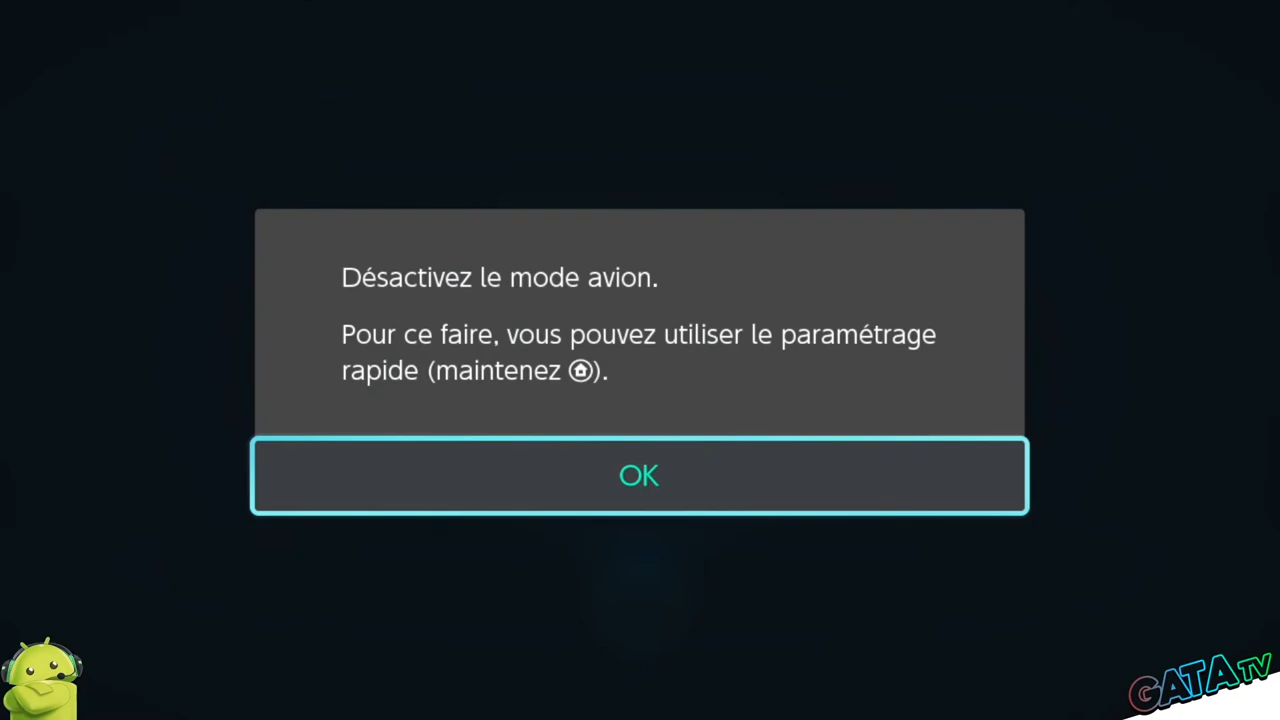 Désactivez le mode avion.
Pour ce faire, vous pouvez utiliser le paramétrage
rapide (maintenez ).
OK
GATA TV